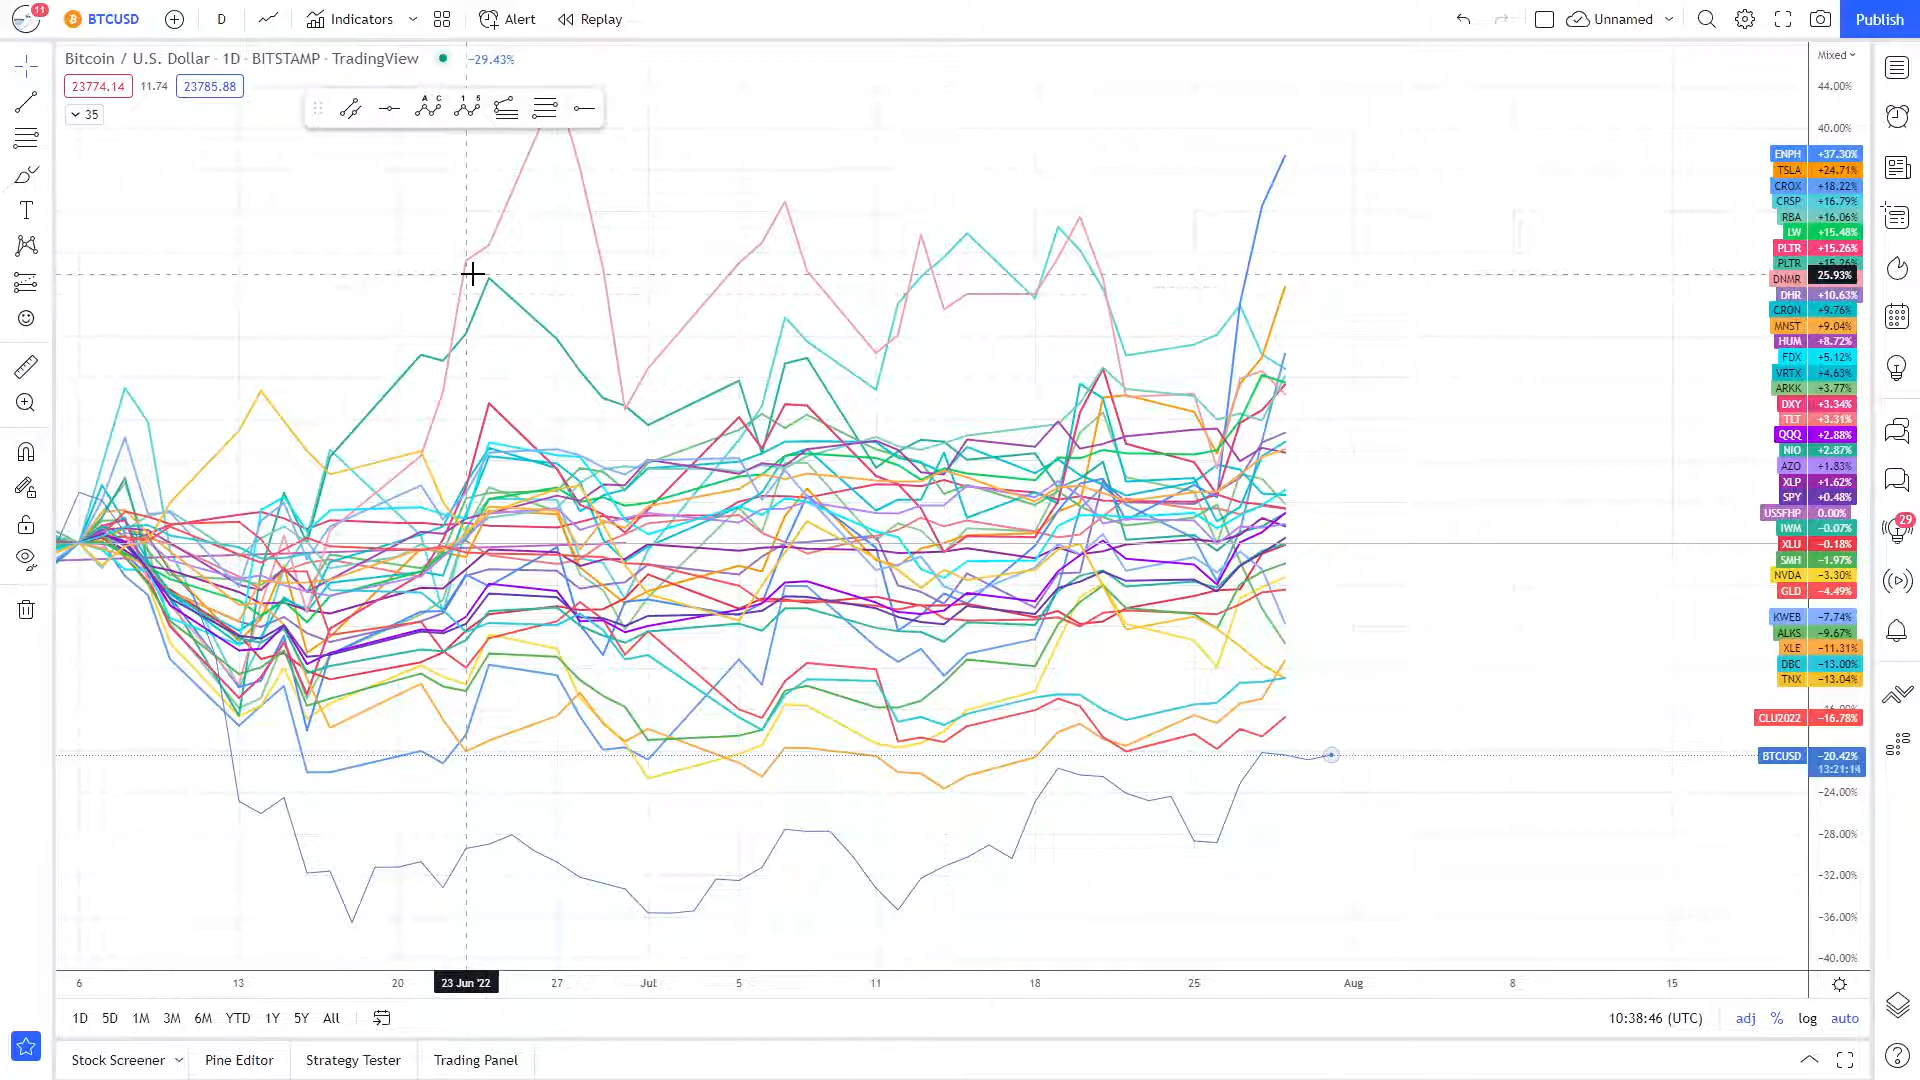 11
BTCUSD
D
Indicators
Alert
Replay
Unnamed
Publish
Bitcoin / U.S. Dollar · 1D · BITSTAMP · TradingView
−29.43%
23774.14
11.74
23785.88
35
A C
1 5
Mixed
44.00%
40.00%
ENPH +37.30%
TSLA +24.71%
CROX +18.22%
CRSP +16.79%
RBA +16.06%
LW +15.48%
PLTR +15.26%
PLTR +15.26%
DNMR 25.93%
DHR +10.63%
CRON +9.76%
MNST +9.04%
HUM +8.72%
FDX +5.12%
VRTX +4.63%
ARKK +3.77%
DXY +3.34%
TLT +3.31%
QQQ +2.88%
NIO +2.87%
AZO +1.83%
XLP +1.62%
SPY +0.48%
USSFHP 0.00%
IWM −0.07%
XLU −0.18%
SMH −1.97%
NVDA −3.30%
GLD −4.49%
KWEB −7.74%
ALKS −9.67%
XLE −11.31%
DBC −13.00%
TNX −13.04%
−16.00%
CLU2022 −16.78%
BTCUSD −20.42%
13:21:14
−24.00%
−28.00%
−32.00%
−36.00%
−40.00%
29
6 13 20 23 Jun '22 27 Jul 5 11 18 25 Aug 8 15
1D 5D 1M 3M 6M YTD 1Y 5Y All
10:38:46 (UTC)
adj % log auto
Stock Screener
Pine Editor
Strategy Tester
Trading Panel